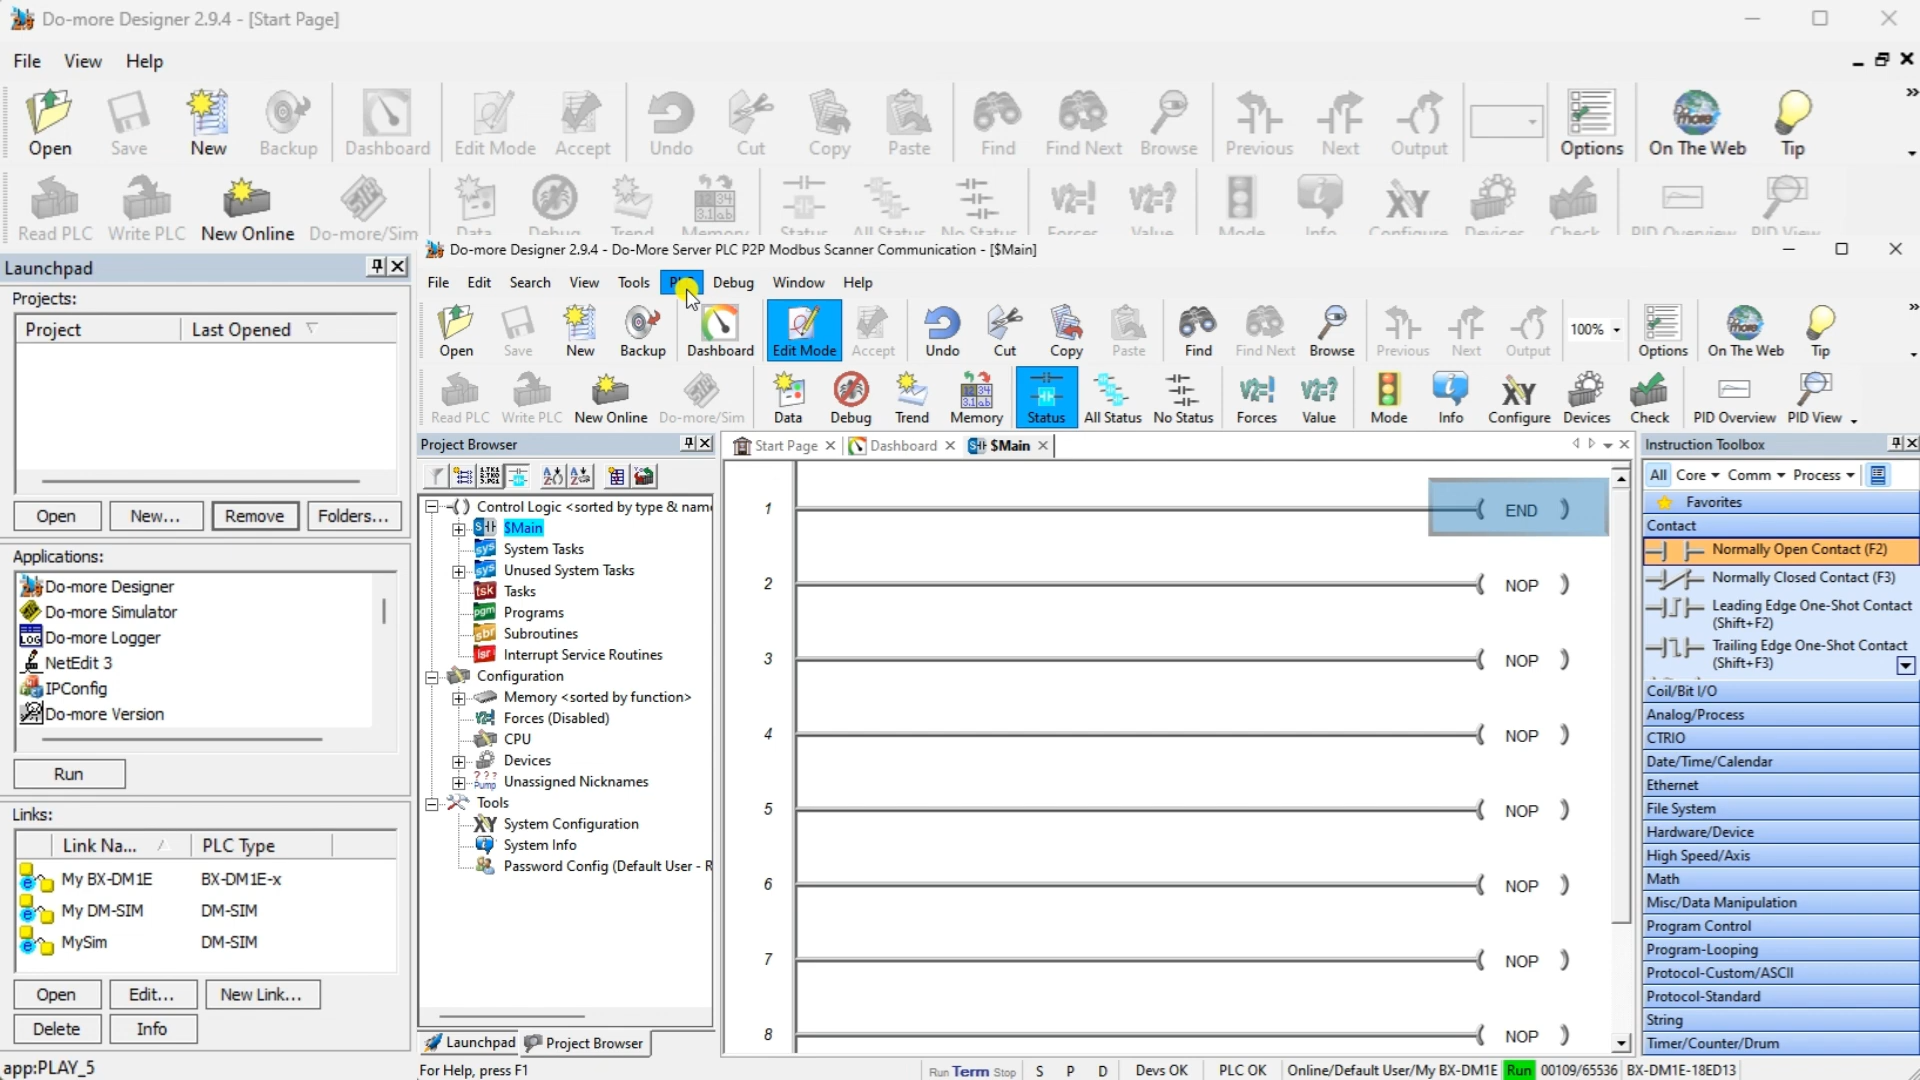 Do-more Designer 2.9.4 - [Start Page]
File View Help
Open Save New Backup Dashboard Edit Mode Accept Undo Cut Copy Paste Find Find Next Browse Previous Next Output Options On The Web Tip
Read PLC Write PLC New Online Do-more/Sim Data Debug Trend Memory Status All Status No Status Forces Value Mode Info Configure Devices Check PID Overview PID View
Launchpad
Projects:
Project Last Opened
Open New... Remove Folders...
Applications:
Do-more Designer
Do-more Simulator
Do-more Logger
NetEdit 3
IPConfig
Do-more Version
Run
Links:
Link Na... PLC Type
My BX-DM1E BX-DM1E-x
My DM-SIM DM-SIM
MySim DM-SIM
Open Edit... New Link...
Delete Info
app:PLAY_5
Do-more Designer 2.9.4 - Do-More Server PLC P2P Modbus Scanner Communication - [$Main]
File Edit Search View Tools Debug Window Help
Open Save New Backup Dashboard Edit Mode Accept Undo Cut Copy Paste Find Find Next Browse Previous Next Output 100% Options On The Web Tip
Read PLC Write PLC New Online Do-more/Sim Data Debug Trend Memory Status All Status No Status Forces Value Mode Info Configure Devices Check PID Overview PID View
Project Browser
Control Logic <sorted by type & nam
$Main
System Tasks
Unused System Tasks
Tasks
Programs
Subroutines
Interrupt Service Routines
Configuration
Memory <sorted by function>
Forces (Disabled)
CPU
Devices
Unassigned Nicknames
Tools
System Configuration
System Info
Password Config (Default User - R
Launchpad Project Browser
For Help, press F1
Start Page Dashboard $Main
1 END
2 NOP
3 NOP
4 NOP
5 NOP
6 NOP
7 NOP
8 NOP
Instruction Toolbox
All Core Comm Process
Favorites
Contact
Normally Open Contact (F2)
Normally Closed Contact (F3)
Leading Edge One-Shot Contact
(Shift+F2)
Trailing Edge One-Shot Contact
(Shift+F3)
Coil/Bit I/O
Analog/Process
CTRIO
Date/Time/Calendar
Ethernet
File System
Hardware/Device
High Speed/Axis
Math
Misc/Data Manipulation
Program Control
Program-Looping
Protocol-Custom/ASCII
Protocol-Standard
String
Timer/Counter/Drum
Run Term Stop S P D Devs OK PLC OK Online/Default User/My BX-DM1E Run 00109/65536 BX-DM1E-18ED13